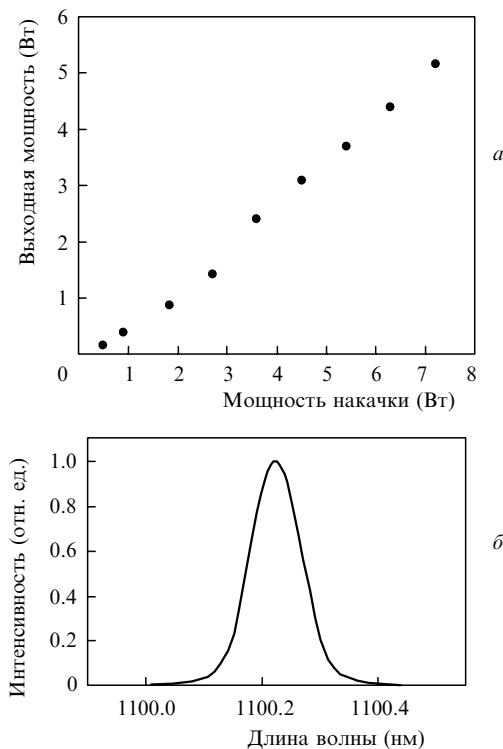 6
5
4
3
2
1
0
1 2 3 4 5 6 7 8
Выходная мощность (Вт)
Мощность накачки (Вт)
а
1.0
0.8
0.6
0.4
0.2
0
1100.0 1100.2 1100.4
Интенсивность (отн. ед.)
Длина волны (нм)
б